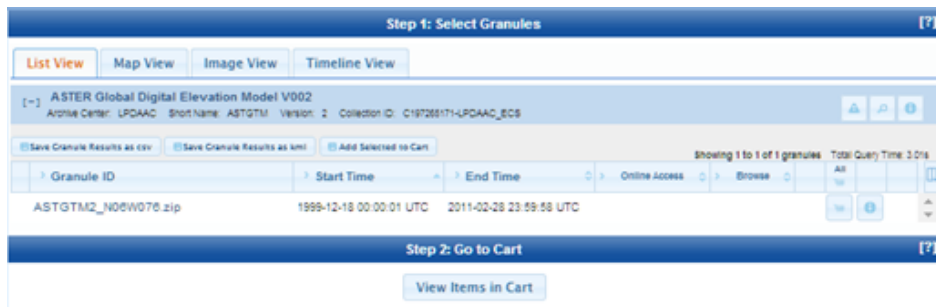 Step 1: Select Granules [?]
List View Map View Image View Timeline View
[-] ASTER Global Digital Elevation Model V002
Archive Center: LPDAAC Short Name: ASTGTM Version: 2 Collection ID: C197265171-LPDAAC_ECS
Save Granule Results as csv Save Granule Results as kml Add Selected to Cart
Showing 1 to 1 of 1 granules Total Query Time: 3.01s
Granule ID Start Time End Time Online Access Browse All
ASTGTM2_N06W076.zip 1999-12-18 00:00:01 UTC 2011-02-28 23:59:58 UTC
Step 2: Go to Cart [?]
View Items in Cart